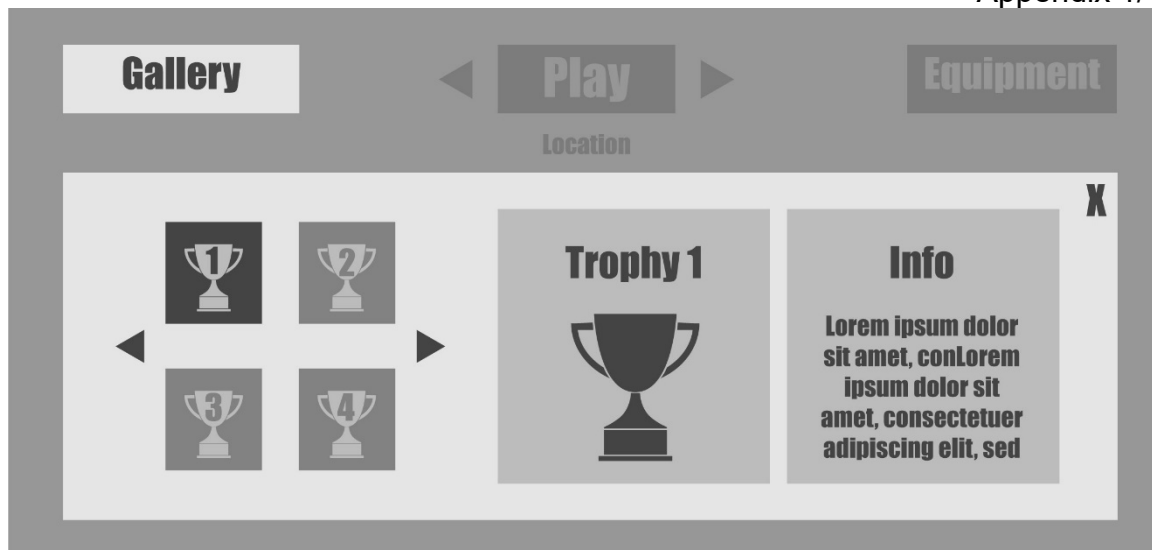 Appendix 4/
Gallery
Play
Equipment
Location
X
1
2
3
4
Trophy 1
Info
Lorem ipsum dolor
sit amet, conLorem
ipsum dolor sit
amet, consectetuer
adipiscing elit, sed